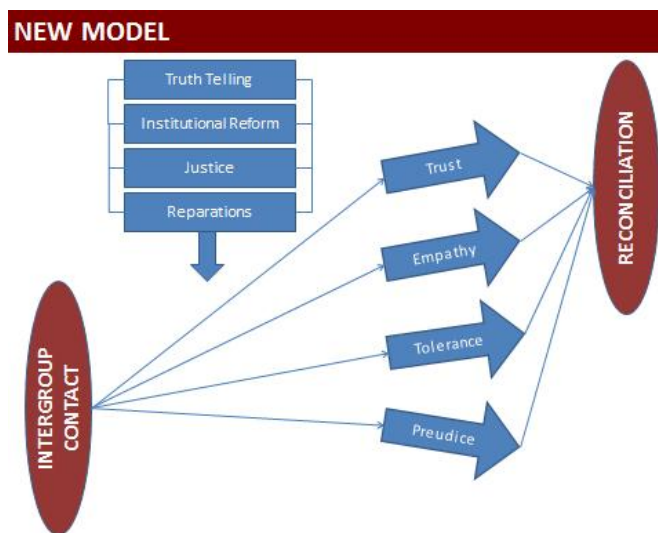 NEW MODEL
Truth Telling
Institutional Reform
Justice
Reparations
Trust
Empathy
Tolerance
Preudice
INTERGROUP
CONTACT
RECONCILIATION